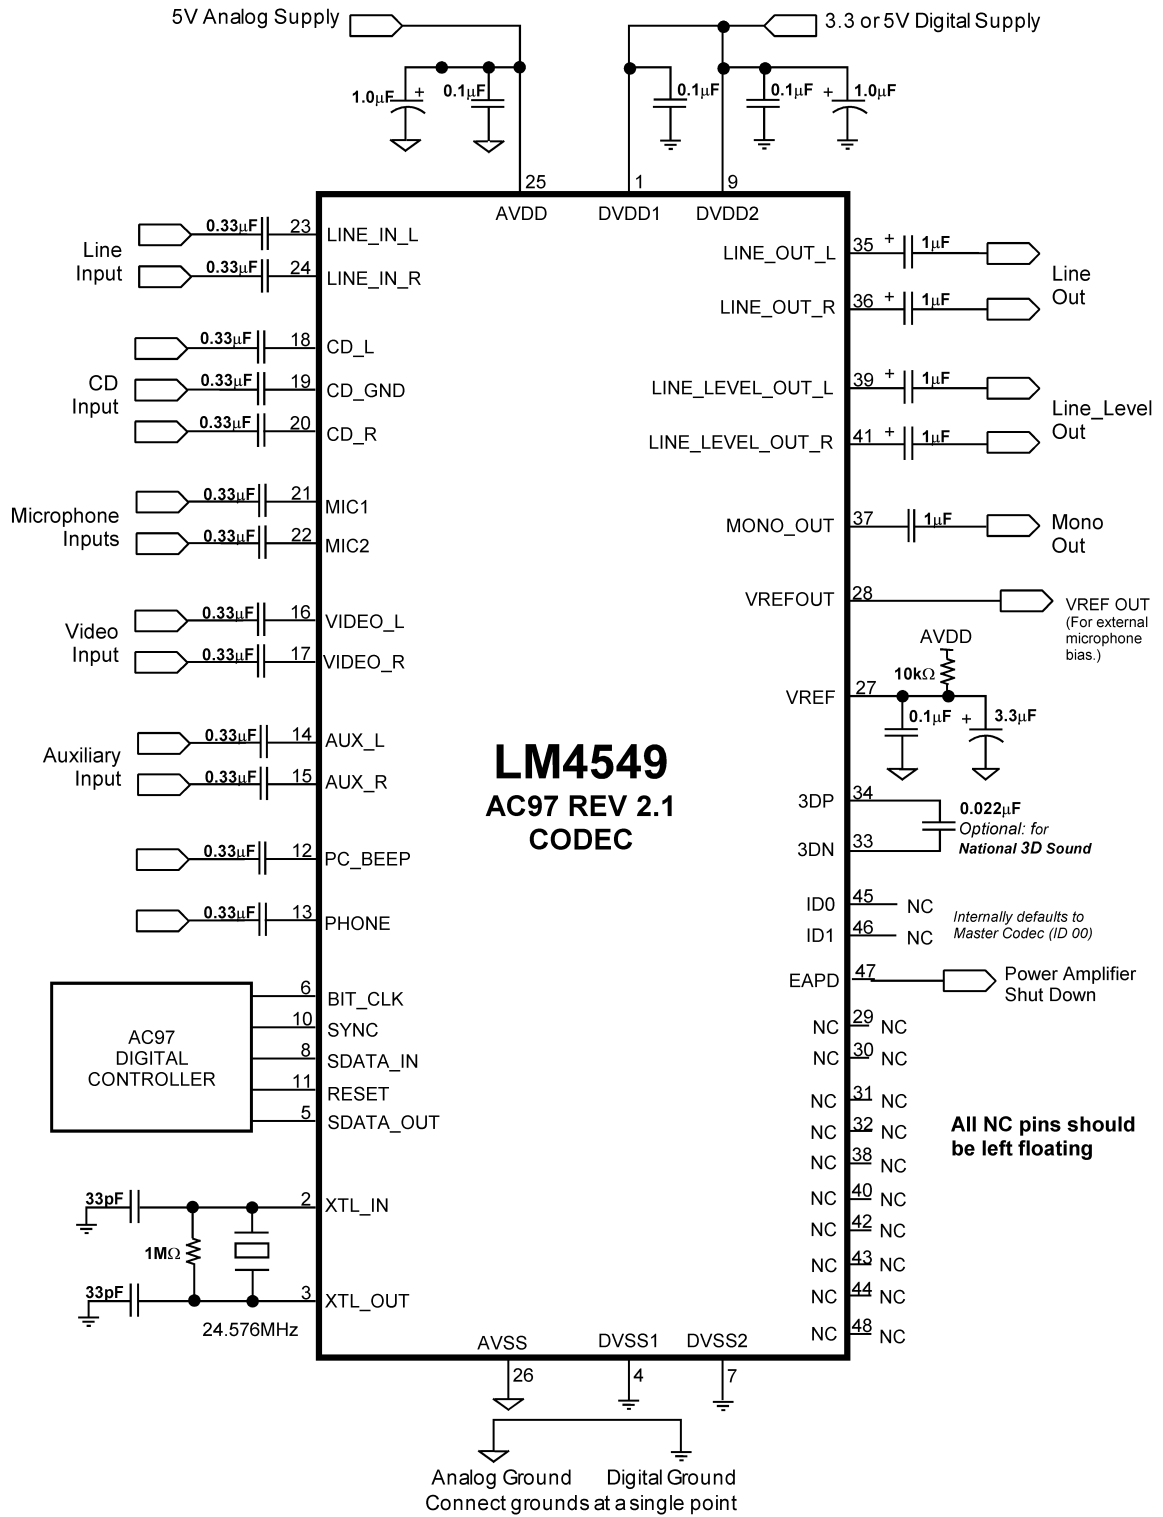 5V Analog Supply
3.3 or 5V Digital Supply
1.0µF
+
0.1µF
0.1µF
0.1µF
+
1.0µF
25
1
9
AVDD
DVDD1
DVDD2
Line
Input
0.33µF
23
LINE_IN_L
0.33µF
24
LINE_IN_R
CD
Input
0.33µF
18
CD_L
0.33µF
19
CD_GND
0.33µF
20
CD_R
Microphone
Inputs
0.33µF
21
MIC1
0.33µF
22
MIC2
Video
Input
0.33µF
16
VIDEO_L
0.33µF
17
VIDEO_R
Auxiliary
Input
0.33µF
14
AUX_L
0.33µF
15
AUX_R
0.33µF
12
PC_BEEP
0.33µF
13
PHONE
AC97
DIGITAL
CONTROLLER
6
BIT_CLK
10
SYNC
8
SDATA_IN
11
RESET
5
SDATA_OUT
33pF
2
XTL_IN
1MΩ
33pF
3
XTL_OUT
24.576MHz
LM4549
AC97 REV 2.1
CODEC
LINE_OUT_L
35
+
1µF
LINE_OUT_R
36
+
1µF
Line
Out
LINE_LEVEL_OUT_L
39
+
1µF
LINE_LEVEL_OUT_R
41
+
1µF
Line_Level
Out
MONO_OUT
37
1µF
Mono
Out
VREFOUT
28
VREF OUT
(For external
microphone
bias.)
AVDD
10kΩ
VREF
27
0.1µF
+
3.3µF
3DP
34
0.022µF
Optional: for
National 3D Sound
3DN
33
ID0
45
NC
ID1
46
NC
Internally defaults to
Master Codec (ID 00)
EAPD
47
Power Amplifier
Shut Down
NC
29
NC
NC
30
NC
NC
31
NC
NC
32
NC
NC
38
NC
NC
40
NC
NC
42
NC
NC
43
NC
NC
44
NC
NC
48
NC
All NC pins should
be left floating
AVSS
DVSS1
DVSS2
26
4
7
Analog Ground
Digital Ground
Connect grounds at a single point